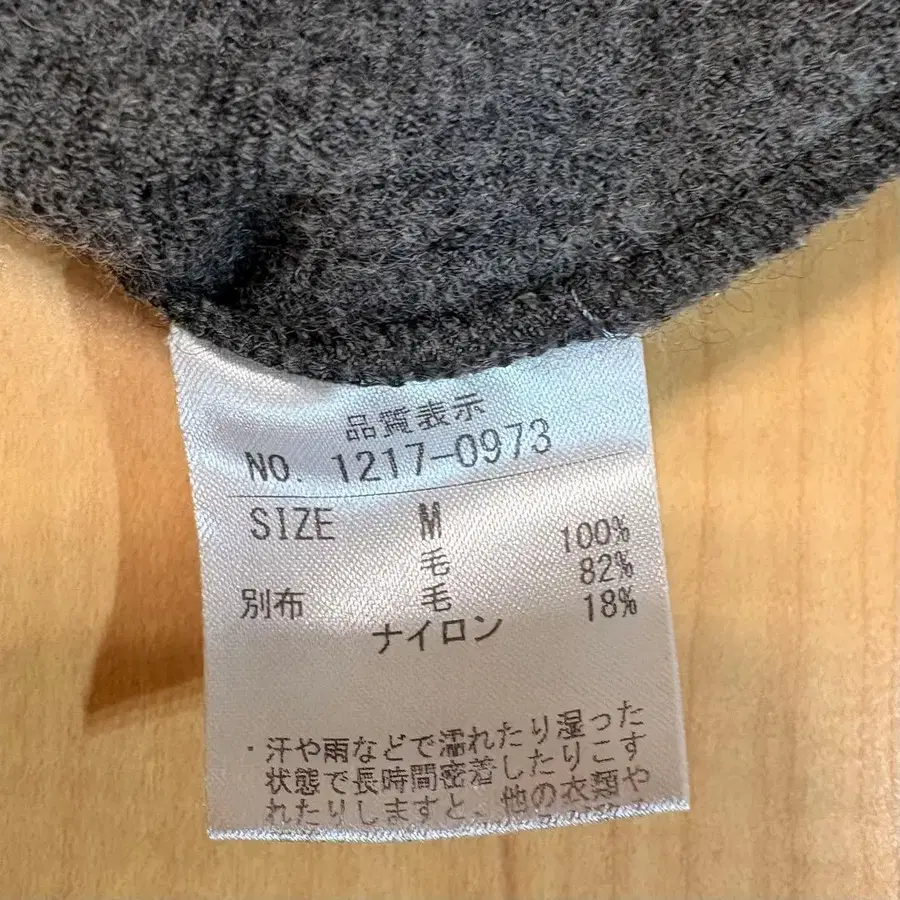 品質表示
NO. 1217-0973
SIZE M
毛 100%
別布 毛 82%
ナイロン 18%
・汗や雨などで濡れたり湿った
状態で長時間密着したりこす
れたりしますと、他の衣類や